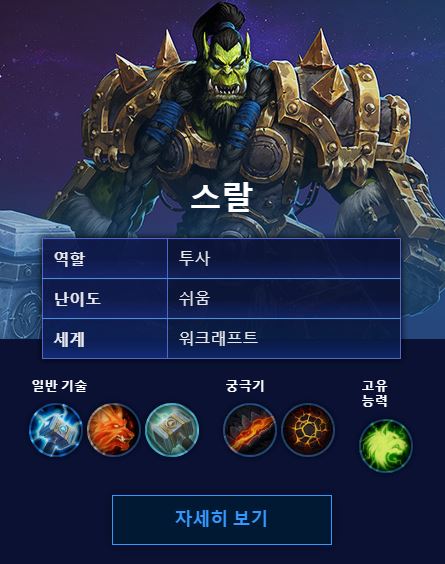 스랄
역할 투사
난이도 쉬움
세계 워크래프트
일반 기술
궁극기
고유
능력
자세히 보기